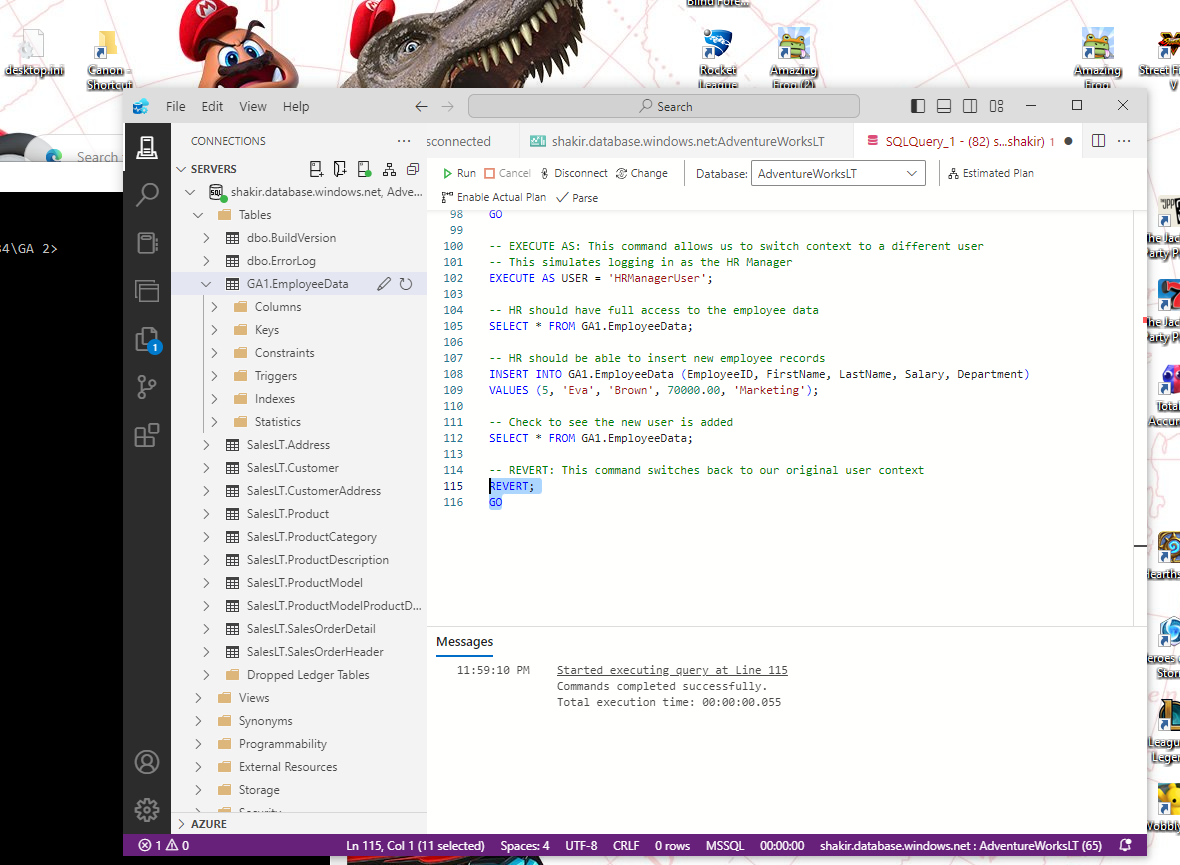 Blind Fore...
desktop.ini
Canon -
Shortcut
Rocket
League
Amazing
Frog (2)
Amazing
Frog
Street F
V
File Edit View Help
Search
Search
34\GA 2>
CONNECTIONS
SERVERS
shakir.database.windows.net, Adve...
Tables
dbo.BuildVersion
dbo.ErrorLog
GA1.EmployeeData
Columns
Keys
Constraints
Triggers
Indexes
Statistics
SalesLT.Address
SalesLT.Customer
SalesLT.CustomerAddress
SalesLT.Product
SalesLT.ProductCategory
SalesLT.ProductDescription
SalesLT.ProductModel
SalesLT.ProductModelProductD...
SalesLT.SalesOrderDetail
SalesLT.SalesOrderHeader
Dropped Ledger Tables
Views
Synonyms
Programmability
External Resources
Storage
Security
AZURE
1
sconnected
shakir.database.windows.net:AdventureWorksLT
SQLQuery_1 - (82) s...shakir) 1
Run Cancel Disconnect Change Database: AdventureWorksLT Estimated Plan
Enable Actual Plan Parse
98 GO
99
100 -- EXECUTE AS: This command allows us to switch context to a different user
101 -- This simulates logging in as the HR Manager
102 EXECUTE AS USER = 'HRManagerUser';
103
104 -- HR should have full access to the employee data
105 SELECT * FROM GA1.EmployeeData;
106
107 -- HR should be able to insert new employee records
108 INSERT INTO GA1.EmployeeData (EmployeeID, FirstName, LastName, Salary, Department)
109 VALUES (5, 'Eva', 'Brown', 70000.00, 'Marketing');
110
111 -- Check to see the new user is added
112 SELECT * FROM GA1.EmployeeData;
113
114 -- REVERT: This command switches back to our original user context
115 REVERT;
116 GO
Messages
11:59:10 PM Started executing query at Line 115
Commands completed successfully.
Total execution time: 00:00:00.055
1 0 Ln 115, Col 1 (11 selected) Spaces: 4 UTF-8 CRLF 0 rows MSSQL 00:00:00 shakir.database.windows.net : AdventureWorksLT (65)
he Jac
arty P
he Jac
arty P
Total
Accur
earths
eroes
Stor
Leagu
Leger
Wobbly